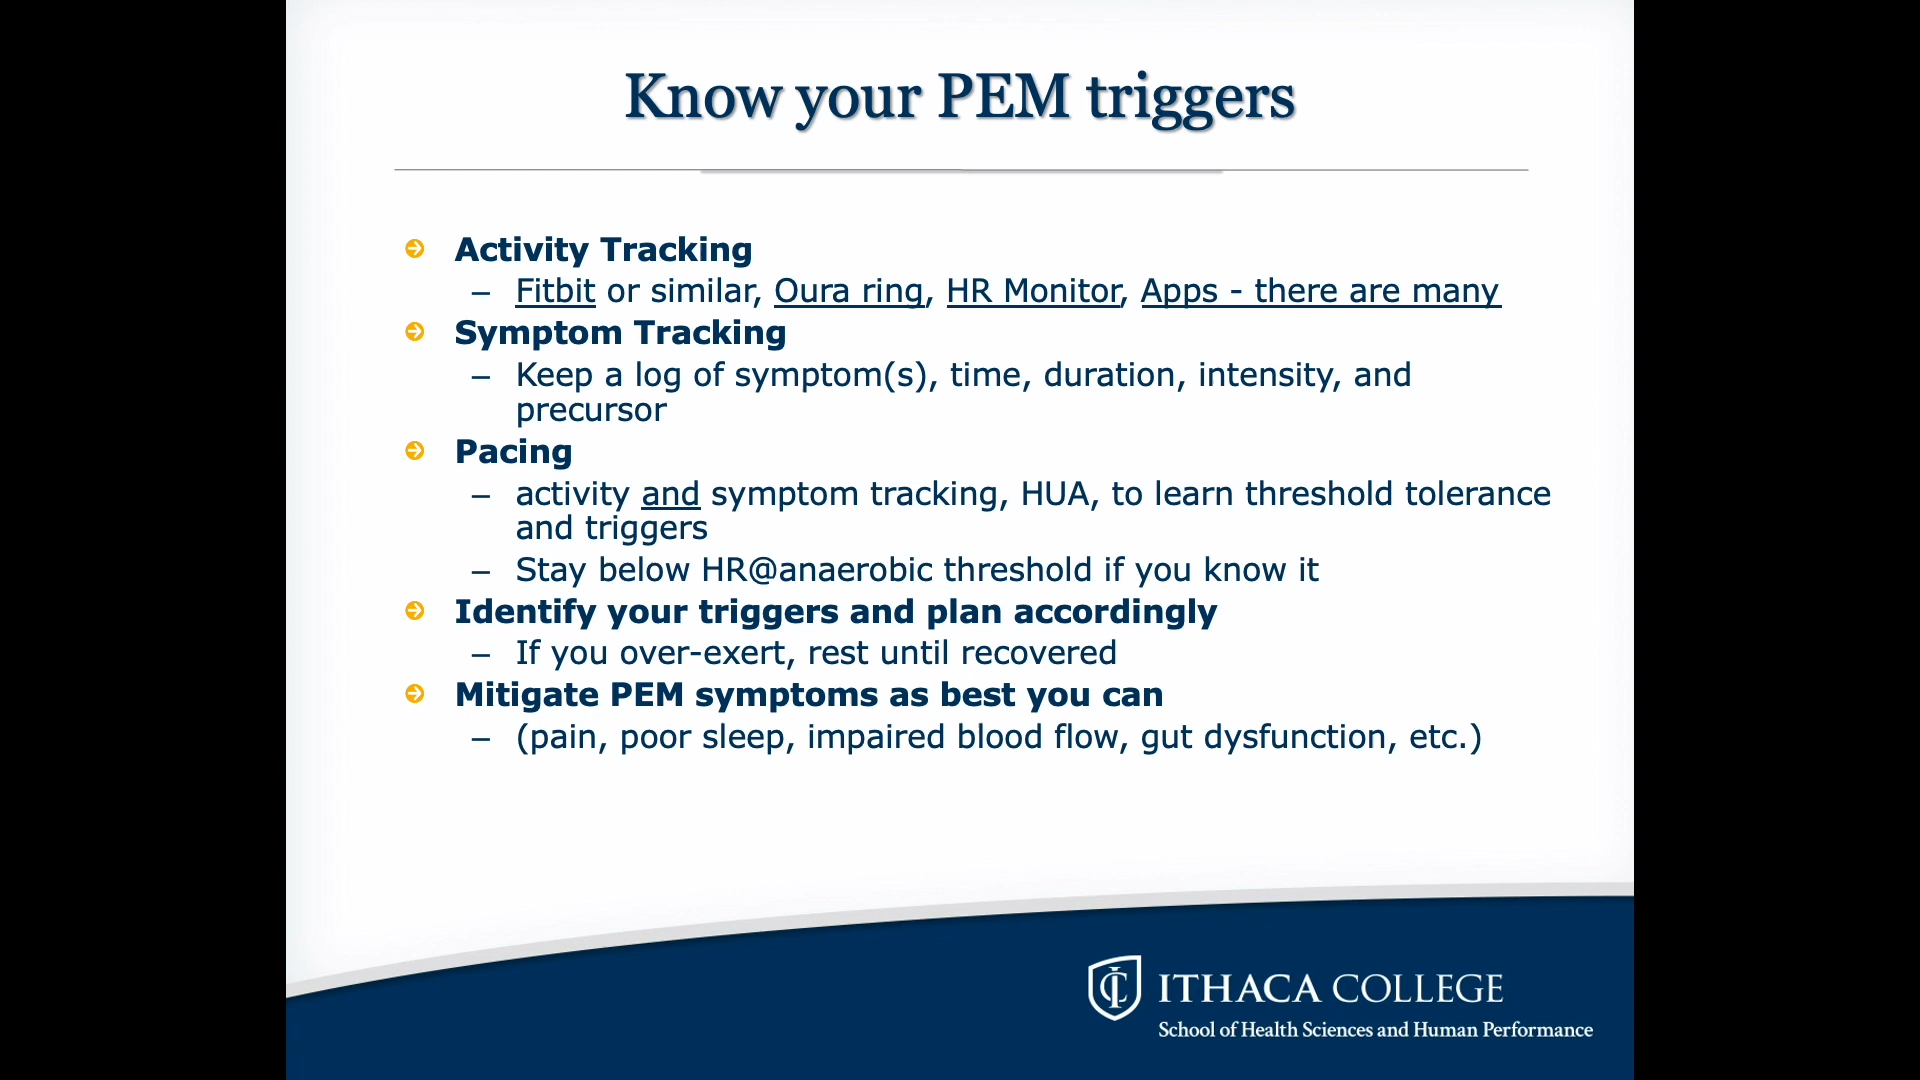 Know your PEM triggers
Activity Tracking
– Fitbit or similar, Oura ring, HR Monitor, Apps - there are many
Symptom Tracking
– Keep a log of symptom(s), time, duration, intensity, and
precursor
Pacing
– activity and symptom tracking, HUA, to learn threshold tolerance
and triggers
– Stay below HR@anaerobic threshold if you know it
Identify your triggers and plan accordingly
– If you over-exert, rest until recovered
Mitigate PEM symptoms as best you can
– (pain, poor sleep, impaired blood flow, gut dysfunction, etc.)
IC ITHACA COLLEGE
School of Health Sciences and Human Performance